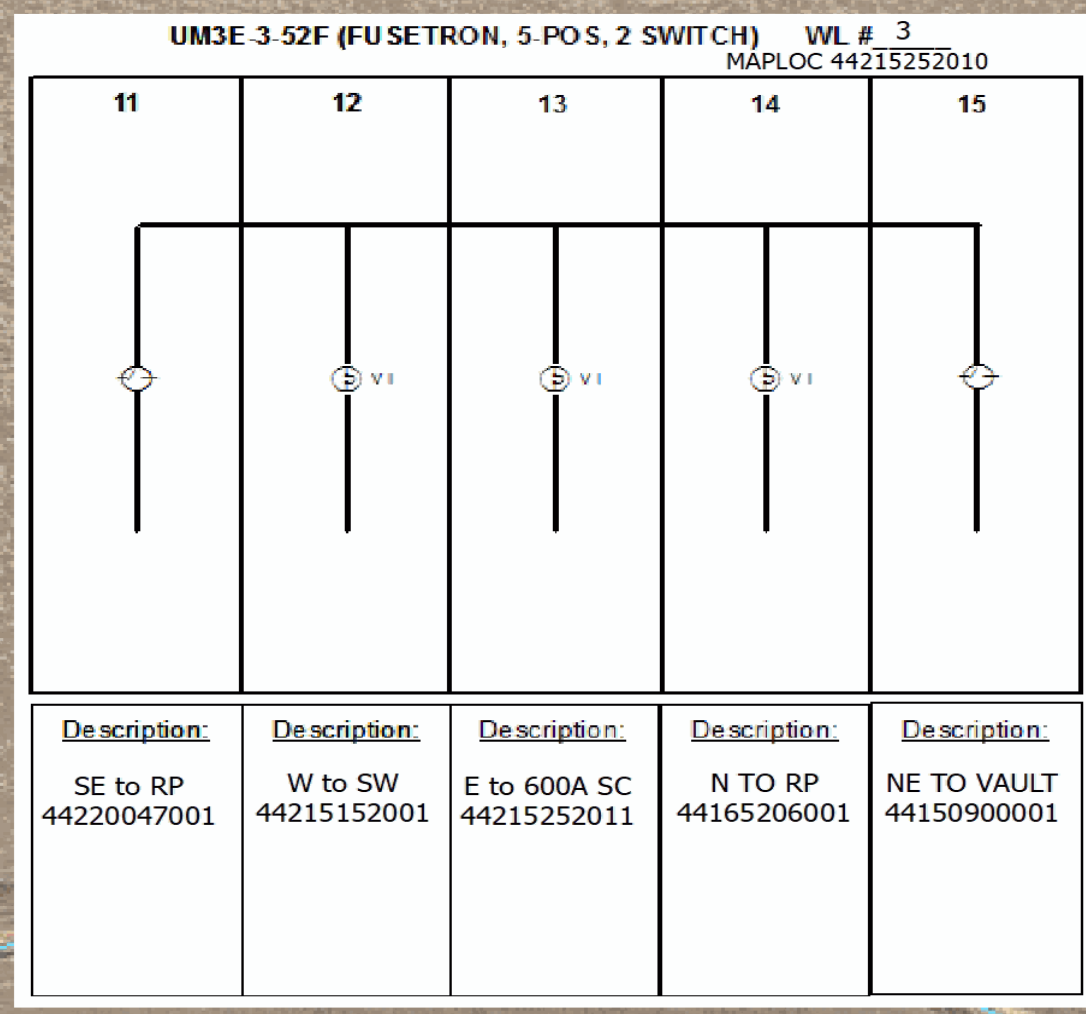 UM3E-3-52F (FUSETRON, 5-POS, 2 SWITCH) WL #__3__
MAPLOC 44215252010
11 12 13 14 15
VI VI VI
Description: Description: Description: Description: Description:
SE to RP
44220047001
W to SW
44215152001
E to 600A SC
44215252011
N TO RP
44165206001
NE TO VAULT
44150900001